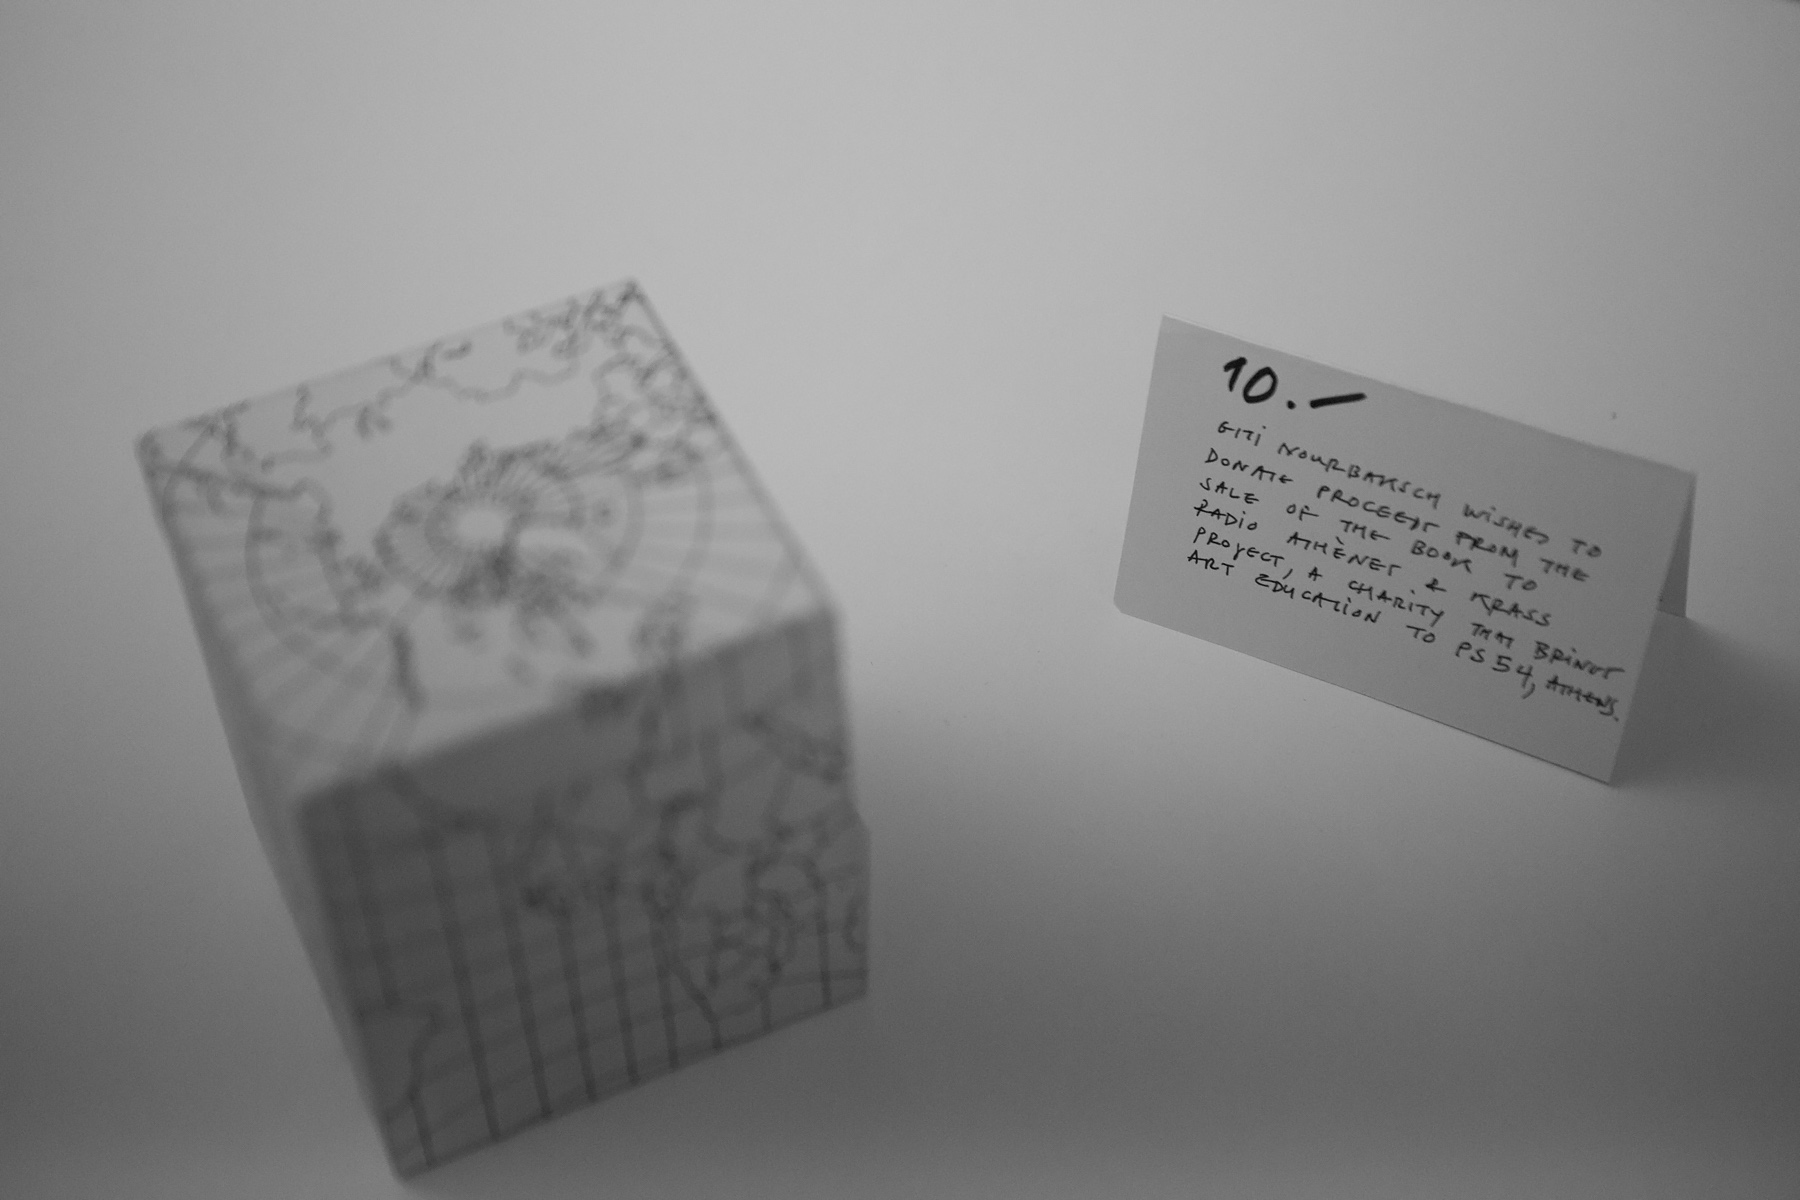 10.–
GITI NOURBAKSCH WISHES TO
DONATE PROCEEDS FROM THE
SALE OF THE BOOK TO
RADIO ATHÈNES & KRASS
PROJECT, A CHARITY THAT BRINGS
ART EDUCATION TO PS 54, ATHENS.